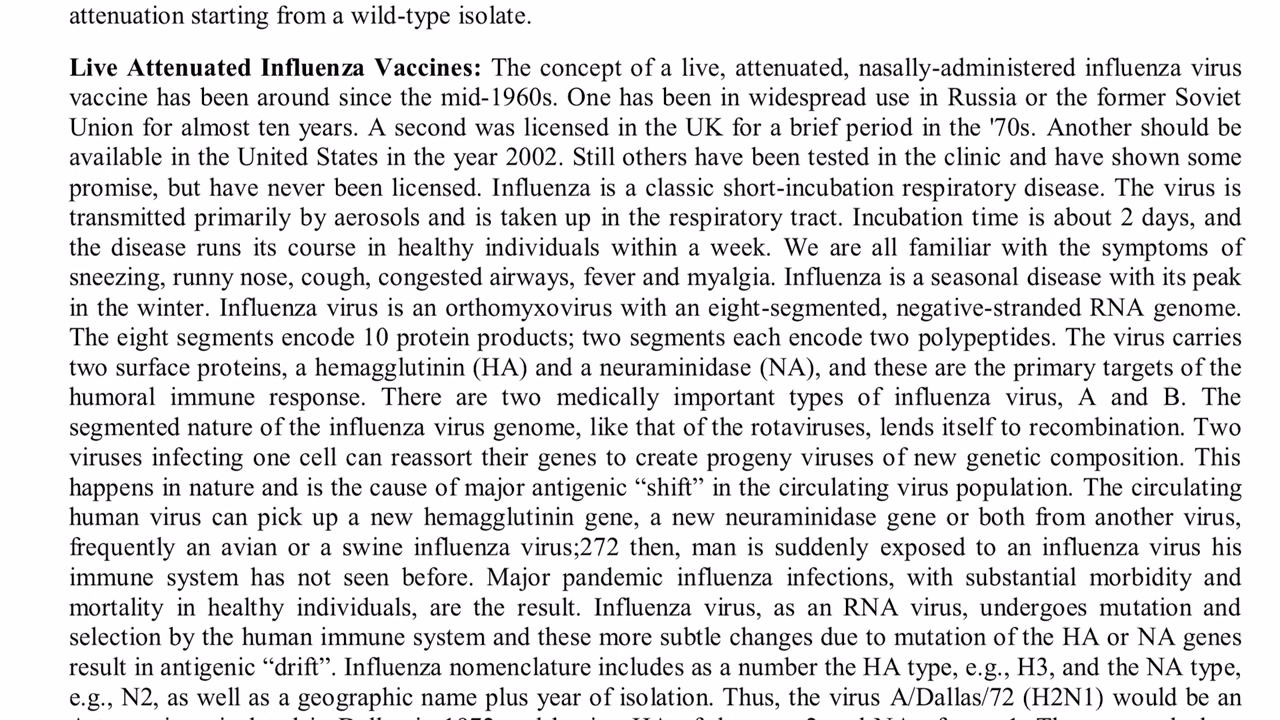 attenuation starting from a wild-type isolate.
Live Attenuated Influenza Vaccines: The concept of a live, attenuated, nasally-administered influenza virus
vaccine has been around since the mid-1960s. One has been in widespread use in Russia or the former Soviet
Union for almost ten years. A second was licensed in the UK for a brief period in the '70s. Another should be
available in the United States in the year 2002. Still others have been tested in the clinic and have shown some
promise, but have never been licensed. Influenza is a classic short-incubation respiratory disease. The virus is
transmitted primarily by aerosols and is taken up in the respiratory tract. Incubation time is about 2 days, and
the disease runs its course in healthy individuals within a week. We are all familiar with the symptoms of
sneezing, runny nose, cough, congested airways, fever and myalgia. Influenza is a seasonal disease with its peak
in the winter. Influenza virus is an orthomyxovirus with an eight-segmented, negative-stranded RNA genome.
The eight segments encode 10 protein products; two segments each encode two polypeptides. The virus carries
two surface proteins, a hemagglutinin (HA) and a neuraminidase (NA), and these are the primary targets of the
humoral immune response. There are two medically important types of influenza virus, A and B. The
segmented nature of the influenza virus genome, like that of the rotaviruses, lends itself to recombination. Two
viruses infecting one cell can reassort their genes to create progeny viruses of new genetic composition. This
happens in nature and is the cause of major antigenic “shift” in the circulating virus population. The circulating
human virus can pick up a new hemagglutinin gene, a new neuraminidase gene or both from another virus,
frequently an avian or a swine influenza virus;272 then, man is suddenly exposed to an influenza virus his
immune system has not seen before. Major pandemic influenza infections, with substantial morbidity and
mortality in healthy individuals, are the result. Influenza virus, as an RNA virus, undergoes mutation and
selection by the human immune system and these more subtle changes due to mutation of the HA or NA genes
result in antigenic “drift”. Influenza nomenclature includes as a number the HA type, e.g., H3, and the NA type,
e.g., N2, as well as a geographic name plus year of isolation. Thus, the virus A/Dallas/72 (H2N1) would be an